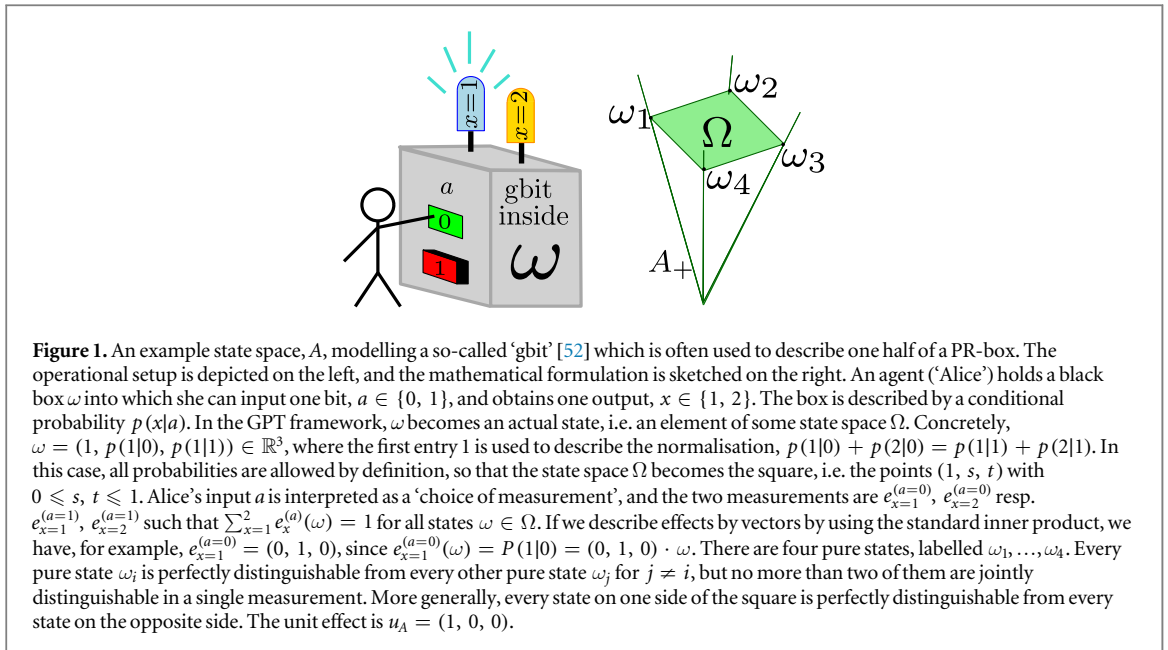 x=1
x=2
a
0
1
gbit
inside
ω
ω₁
ω₂
Ω
ω₃
ω₄
A₊
Figure 1. An example state space, A, modelling a so-called ‘gbit’ [52] which is often used to describe one half of a PR-box. The
operational setup is depicted on the left, and the mathematical formulation is sketched on the right. An agent (‘Alice’) holds a black
box ω into which she can input one bit, a ∈ {0, 1}, and obtains one output, x ∈ {1, 2}. The box is described by a conditional
probability p(x|a). In the GPT framework, ω becomes an actual state, i.e. an element of some state space Ω. Concretely,
ω = (1, p(1|0), p(1|1)) ∈ ℝ³, where the first entry 1 is used to describe the normalisation, p(1|0) + p(2|0) = p(1|1) + p(2|1). In
this case, all probabilities are allowed by definition, so that the state space Ω becomes the square, i.e. the points (1, s, t) with
0 ⩽ s, t ⩽ 1. Alice’s input a is interpreted as a ‘choice of measurement’, and the two measurements are e_{x=1}^{(a=0)}, e_{x=2}^{(a=0)} resp.
e_{x=1}^{(a=1)}, e_{x=2}^{(a=1)} such that ∑_{x=1}^{2} e_x^{(a)}(ω) = 1 for all states ω ∈ Ω. If we describe effects by vectors by using the standard inner product, we
have, for example, e_{x=1}^{(a=0)} = (0, 1, 0), since e_{x=1}^{(a=0)}(ω) = P(1|0) = (0, 1, 0) · ω. There are four pure states, labelled ω₁, …, ω₄. Every
pure state ωᵢ is perfectly distinguishable from every other pure state ωⱼ for j ≠ i, but no more than two of them are jointly
distinguishable in a single measurement. More generally, every state on one side of the square is perfectly distinguishable from every
state on the opposite side. The unit effect is u_A = (1, 0, 0).